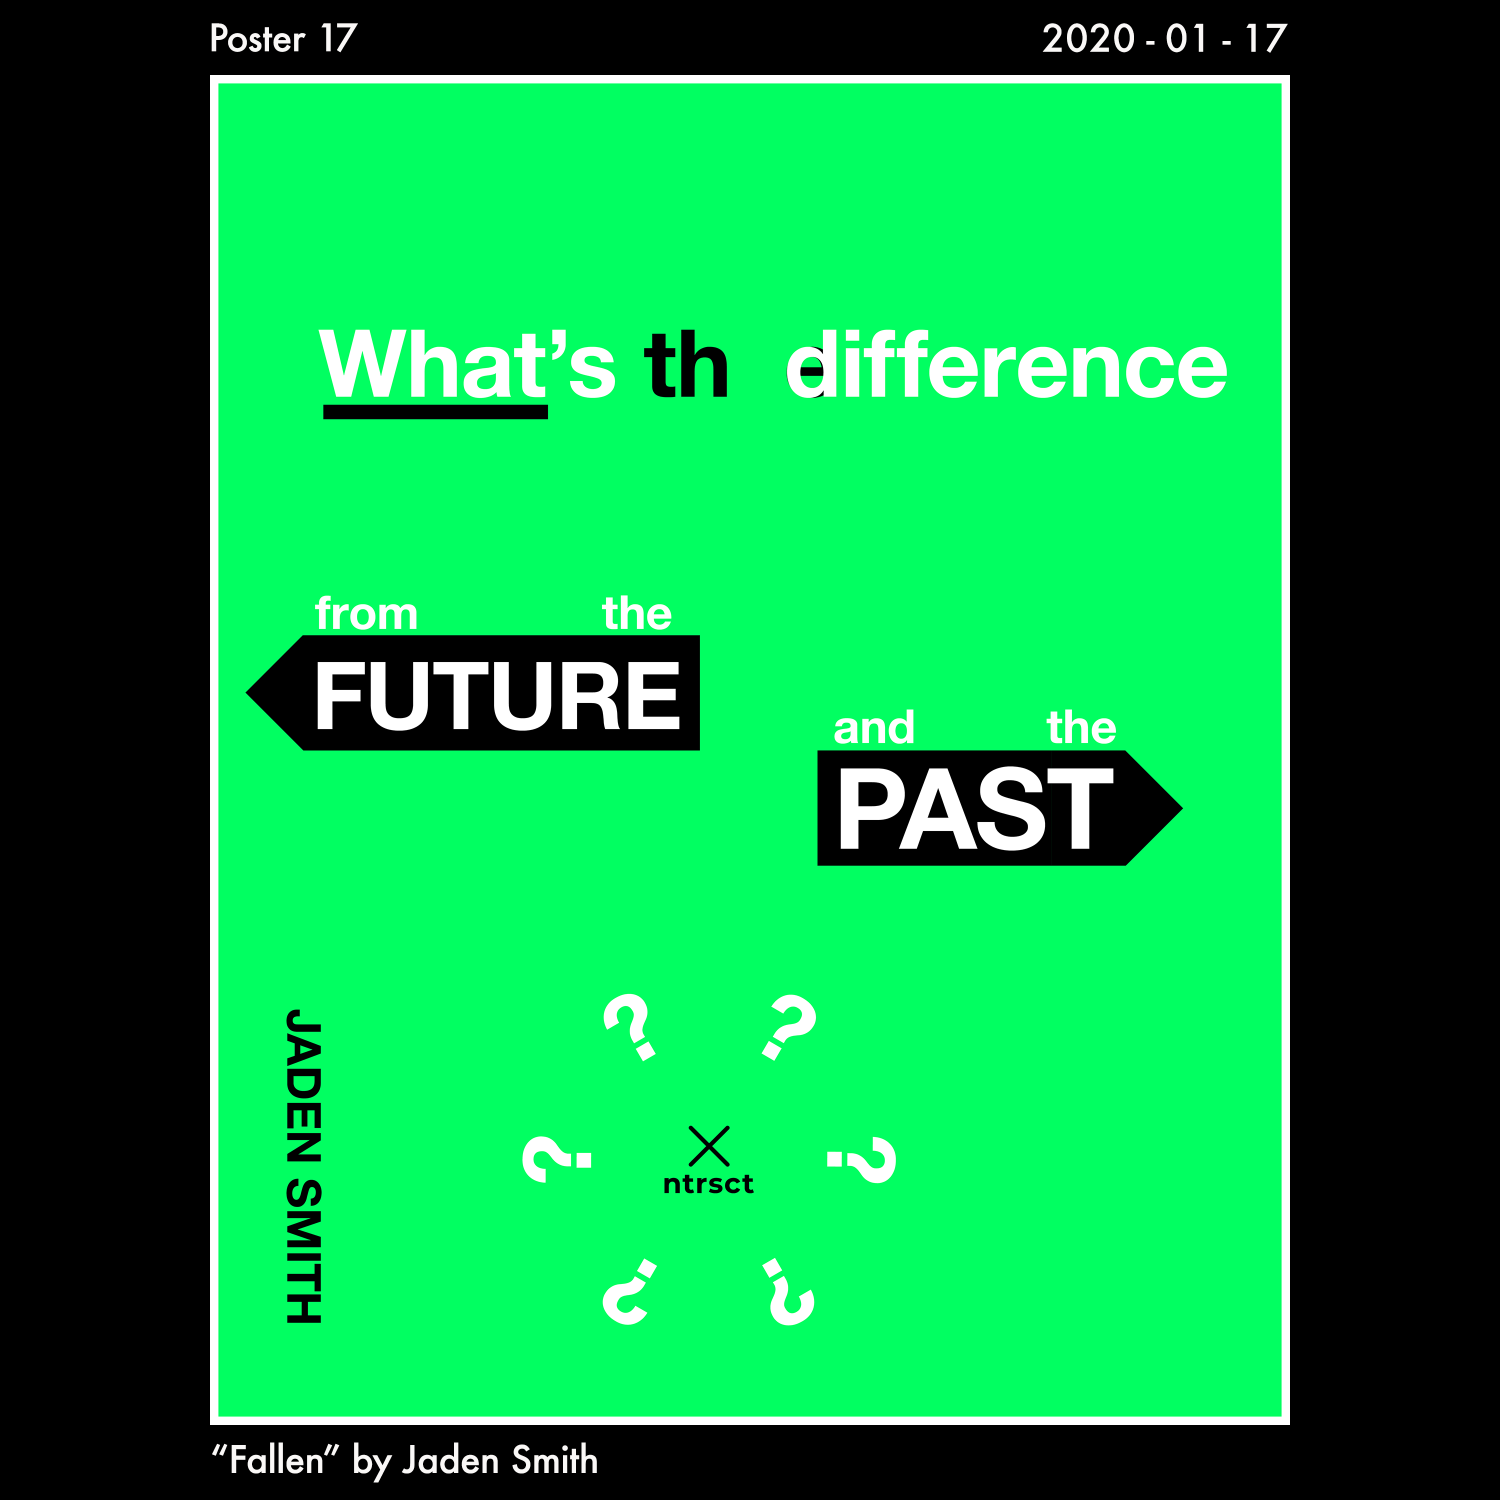 Poster 17
2020 - 01 - 17
What’s the difference
from the
FUTURE
and the
PAST
JADEN SMITH
? ?
? ?
ntrsct
? ?
“Fallen” by Jaden Smith